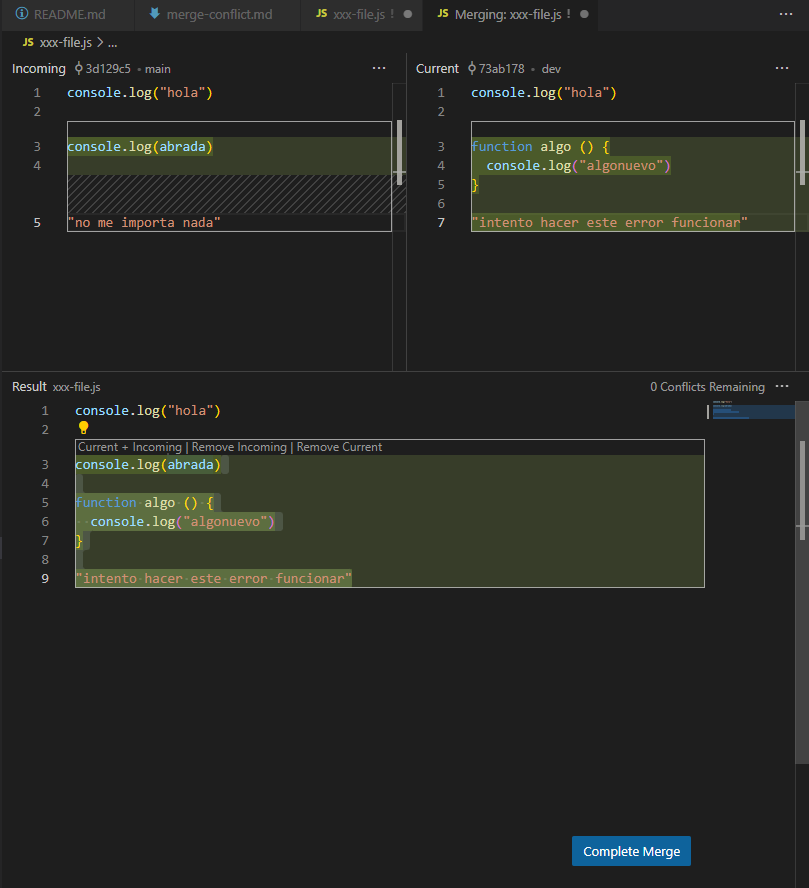 README.md merge-conflict.md JS xxx-file.js ! JS Merging: xxx-file.js ! ...
JS xxx-file.js > ...
Incoming 3d129c5 • main ...
1 console.log("hola")
2
3 console.log(abrada)
4
5 "no me importa nada"
Current 73ab178 • dev ...
1 console.log("hola")
2
3 function algo () {
4 console.log("algonuevo")
5 }
6
7 "intento hacer este error funcionar"
Result xxx-file.js 0 Conflicts Remaining ...
1 console.log("hola")
2
Current + Incoming | Remove Incoming | Remove Current
3 console.log(abrada)
4
5 function algo () {
6 console.log("algonuevo")
7 }
8
9 "intento hacer este error funcionar"
Complete Merge